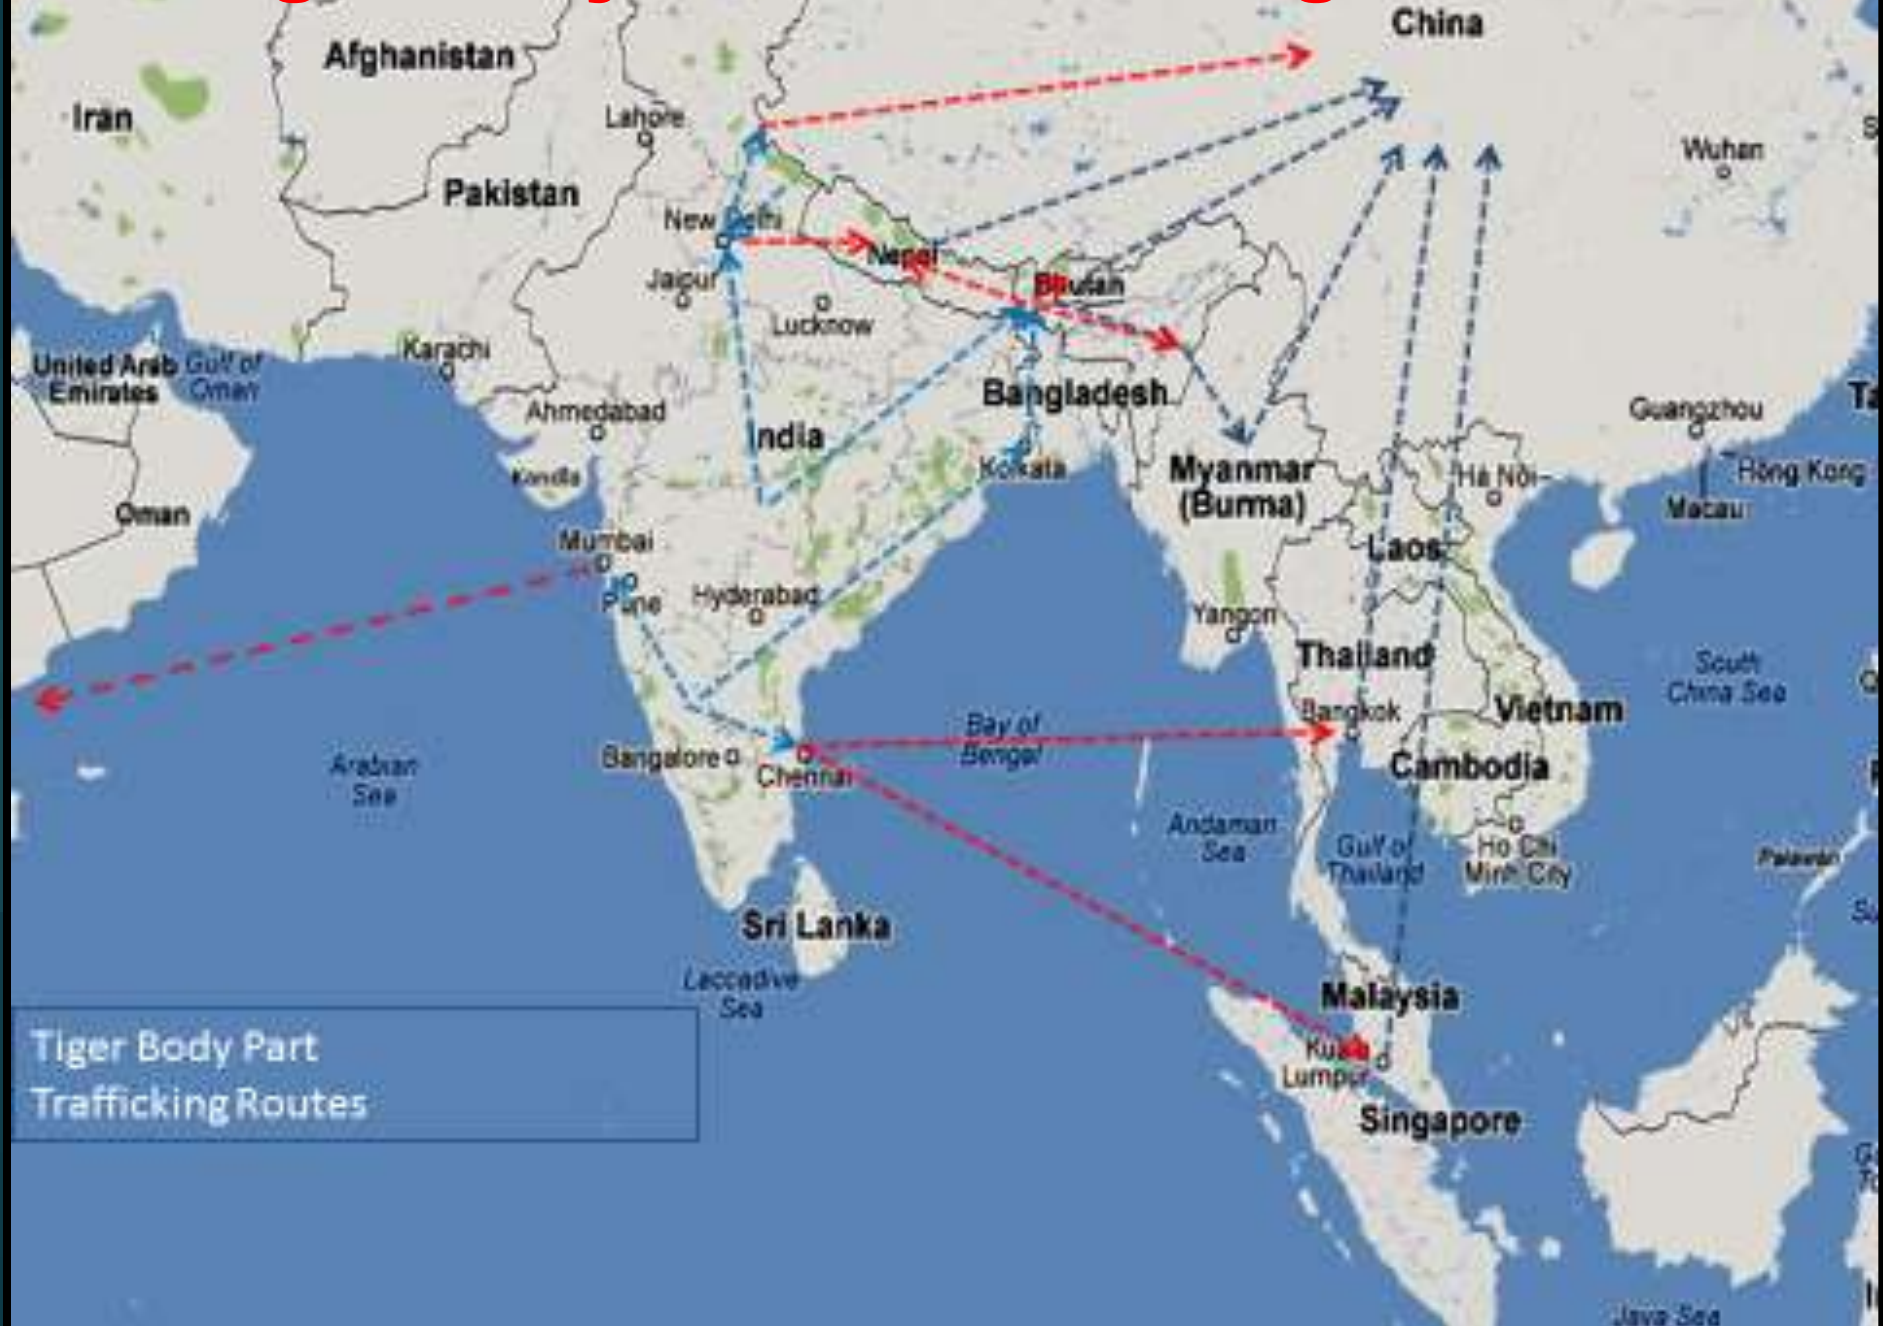 China
Afghanistan
Iran
Lahore
Wuhan
Pakistan
New Delhi
Nepal
Jaipur
Bhutan
Lucknow
Karachi
United Arab
Emirates
Gulf of
Oman
Bangladesh
Ahmedabad
India
Guangzhou
Kolkata
Kandla
Myanmar
(Burma)
Hà Nội
Hong Kong
Macau
Oman
Mumbai
Laos
Pune
Hyderabad
Yangon
Thailand
South
China Sea
Bangkok
Vietnam
Bay of
Bengal
Arabian
Sea
Bangalore
Chennai
Cambodia
Andaman
Sea
Gulf of
Thailand
Ho Chi
Minh City
Palawan
Sri Lanka
Laccadive
Sea
Malaysia
Tiger Body Part
Trafficking Routes
Kuala
Lumpur
Singapore
Java Sea